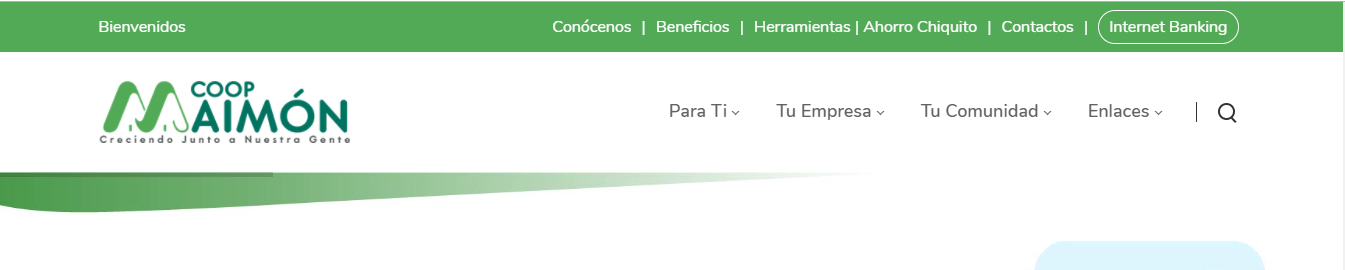 Bienvenidos
Conócenos | Beneficios | Herramientas | Ahorro Chiquito | Contactos | Internet Banking
COOP
MAIMÓN
Creciendo Junto a Nuestra Gente
Para Ti Tu Empresa Tu Comunidad Enlaces